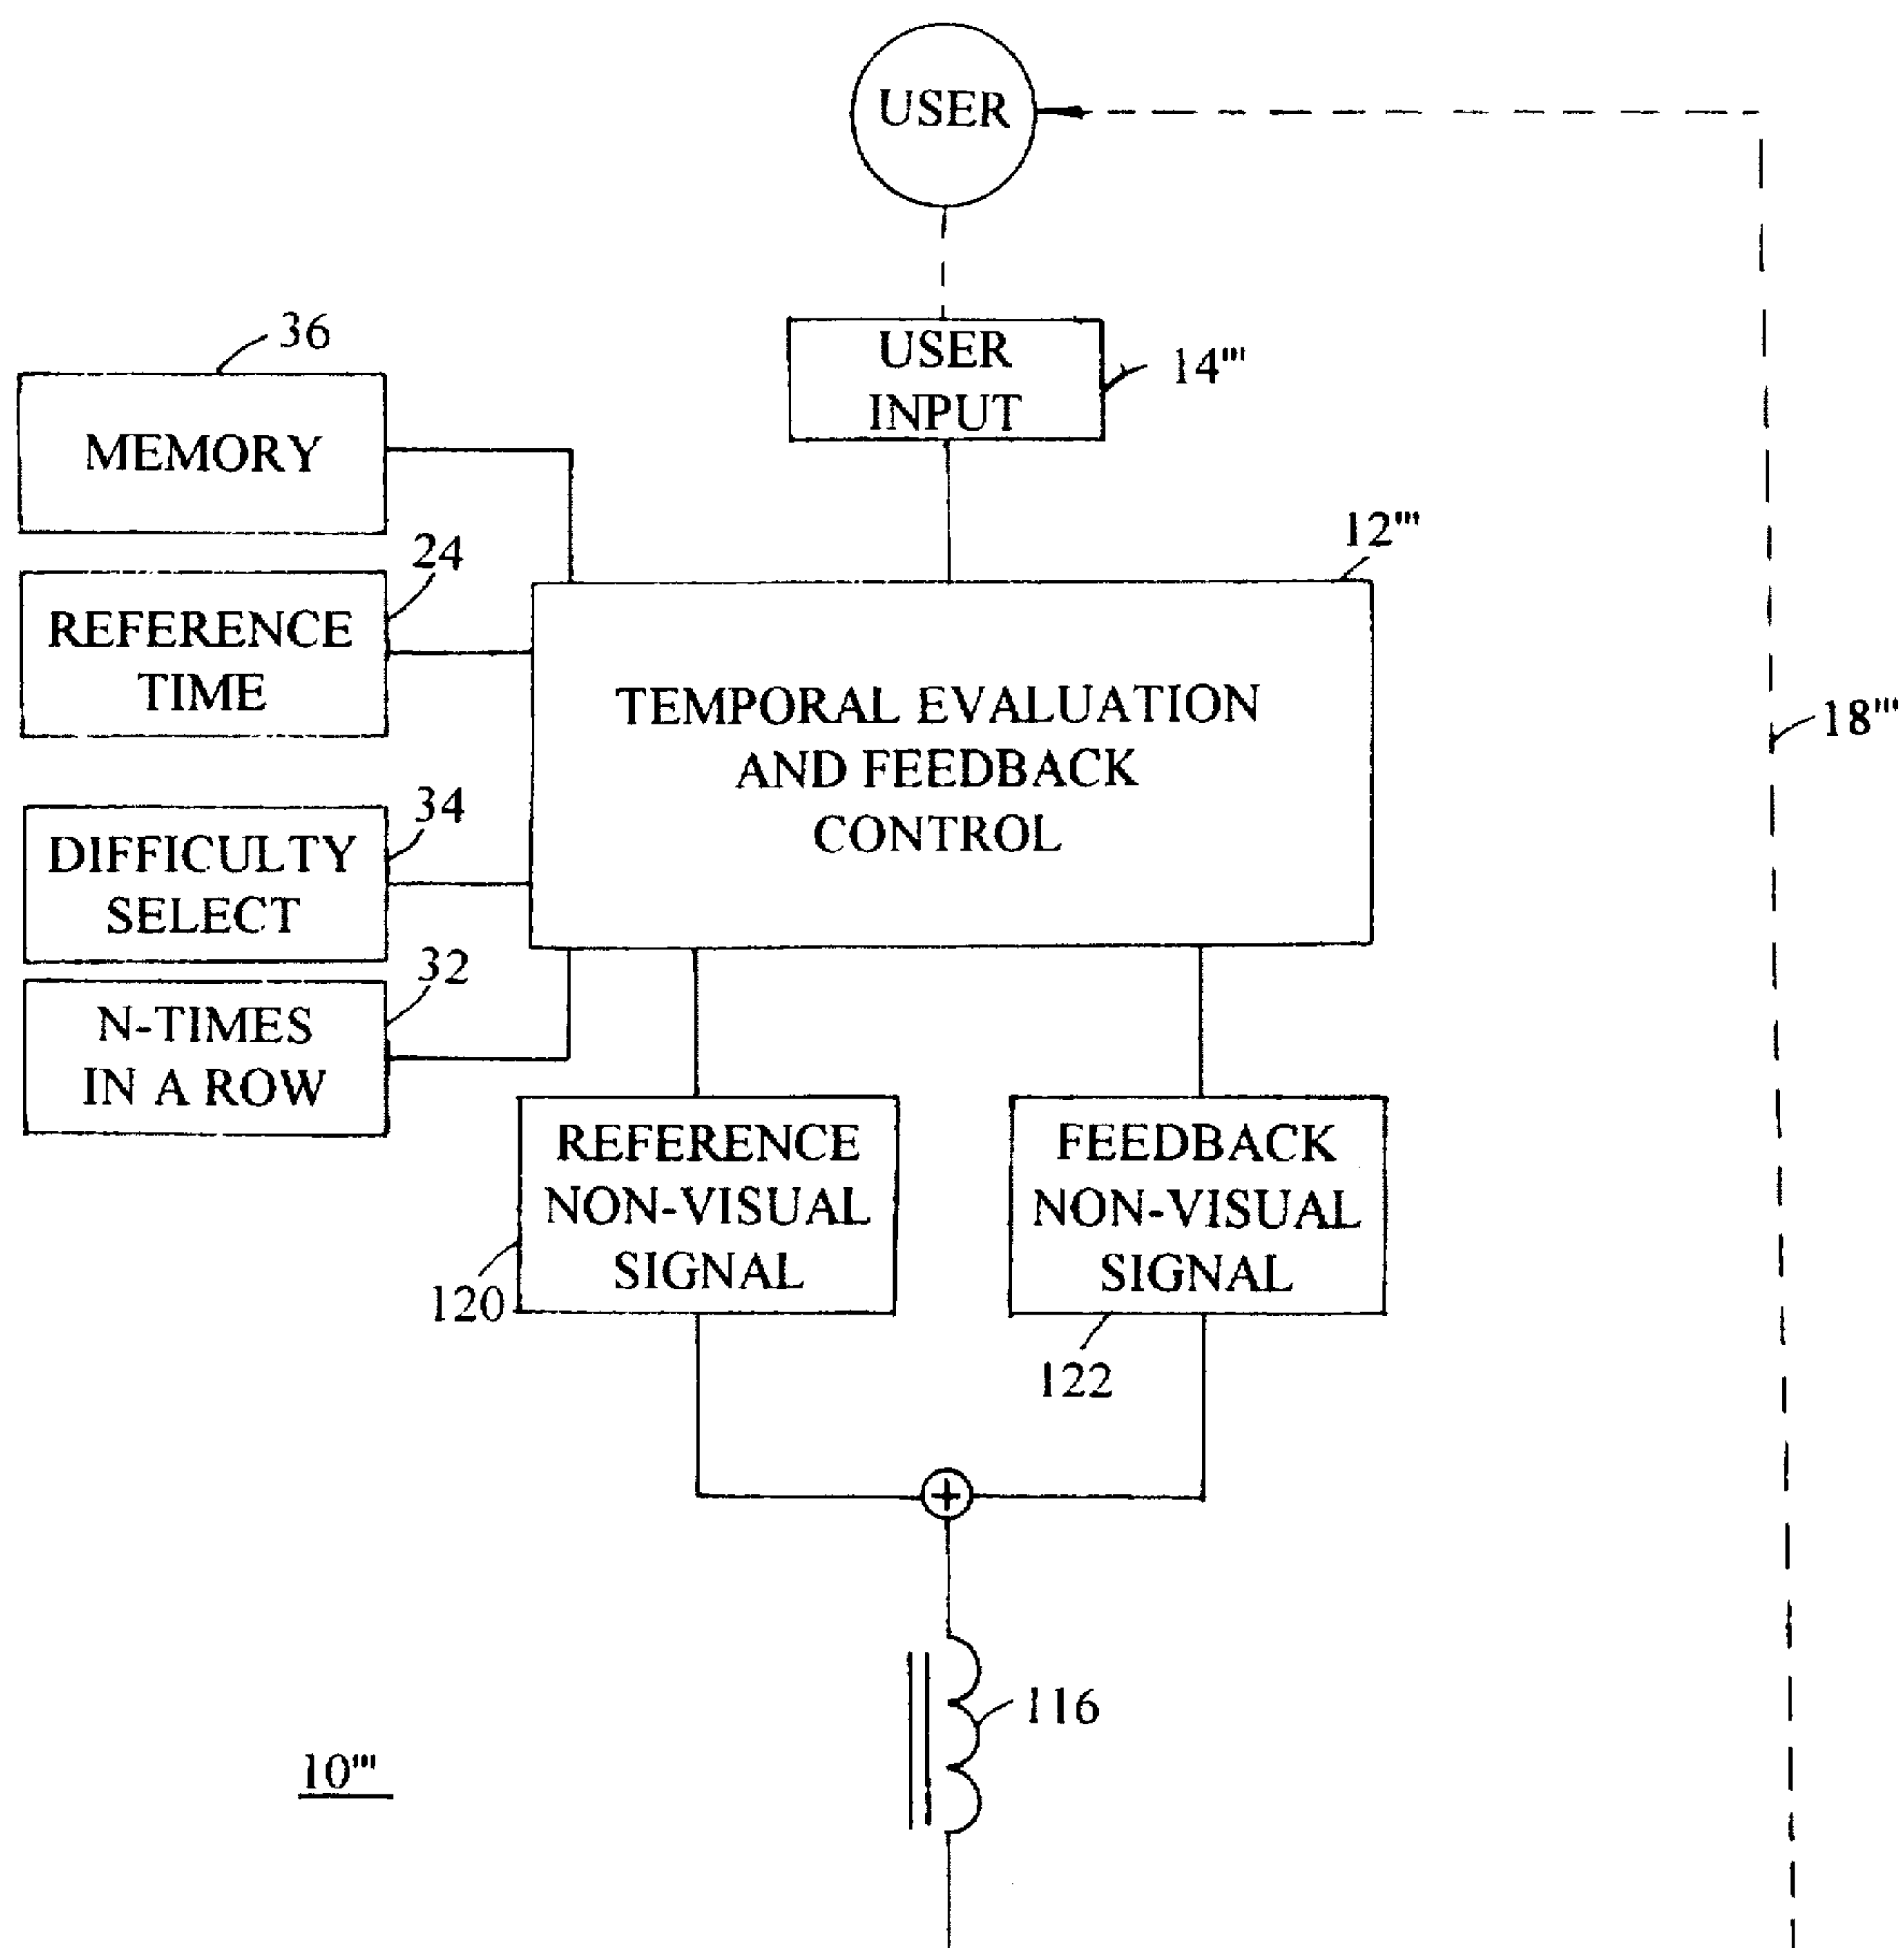 USER
USER
INPUT
14'''
36
MEMORY
12'''
24
REFERENCE
TIME
TEMPORAL EVALUATION
AND FEEDBACK
CONTROL
18'''
34
DIFFICULTY
SELECT
32
N-TIMES
IN A ROW
REFERENCE
NON-VISUAL
SIGNAL
120
FEEDBACK
NON-VISUAL
SIGNAL
122
+
116
10'''